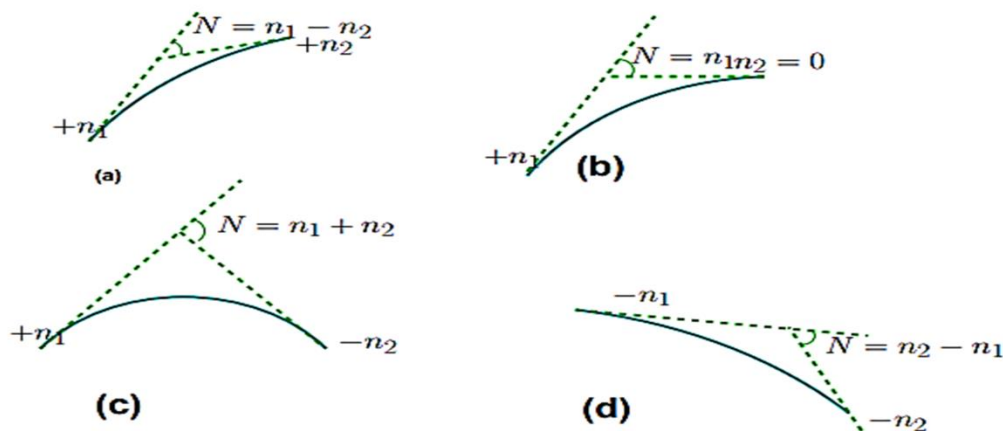 N = n₁ − n₂
+n₂
+n₁
(a)
N = n₁n₂ = 0
+n₁
(b)
N = n₁ + n₂
+n₁
−n₂
(c)
−n₁
N = n₂ − n₁
−n₂
(d)